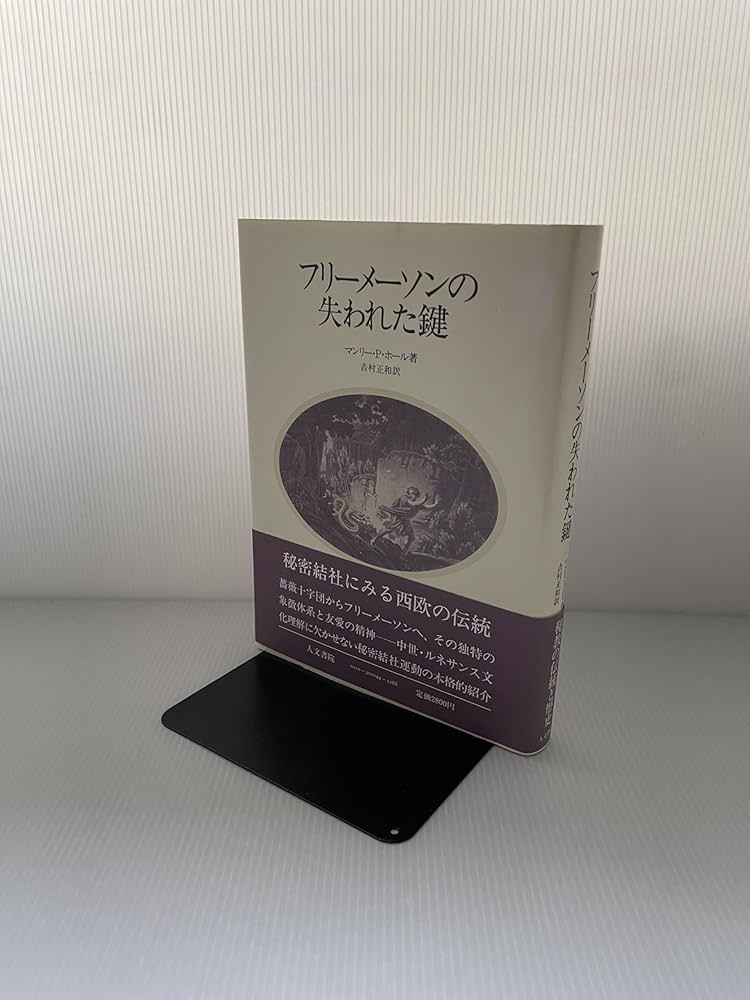 フリーメーソンの
失われた鍵
マンリー・P・ホール著
吉村正和訳
秘密結社にみる西欧の伝統
薔薇十字団からフリーメーソンへ、その独特の
象徴体系と友愛の精神──中世・ルネサンス文
化理解に欠かせない秘密結社運動の本格的紹介
人文書院
定価2800円
フリーメーソンの失われた鍵
吉村正和訳